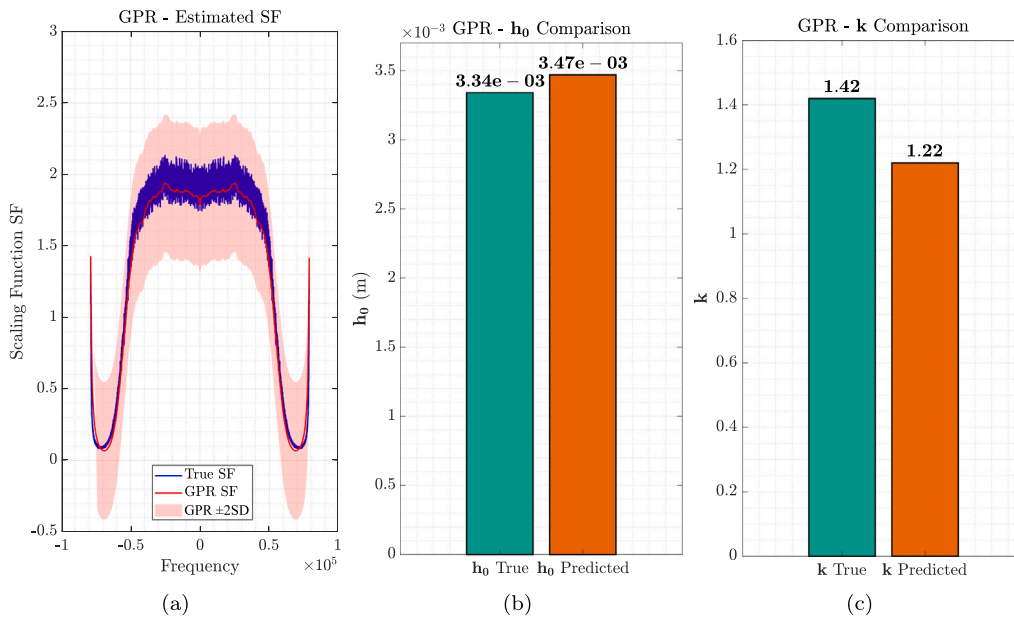 GPR - Estimated SF
3
2.5
2
1.5
1
0.5
0
-0.5
Scaling Function SF
True SF
GPR SF
GPR ±2SD
-1
-0.5
0
0.5
1
Frequency
×10⁵
(a)
×10⁻³
GPR - h₀ Comparison
3.5
3
2.5
2
1.5
1
0.5
0
h₀ (m)
3.34e − 03
3.47e − 03
h₀ True
h₀ Predicted
(b)
GPR - k Comparison
1.6
1.4
1.2
1
0.8
0.6
0.4
0.2
0
k
1.42
1.22
k True
k Predicted
(c)